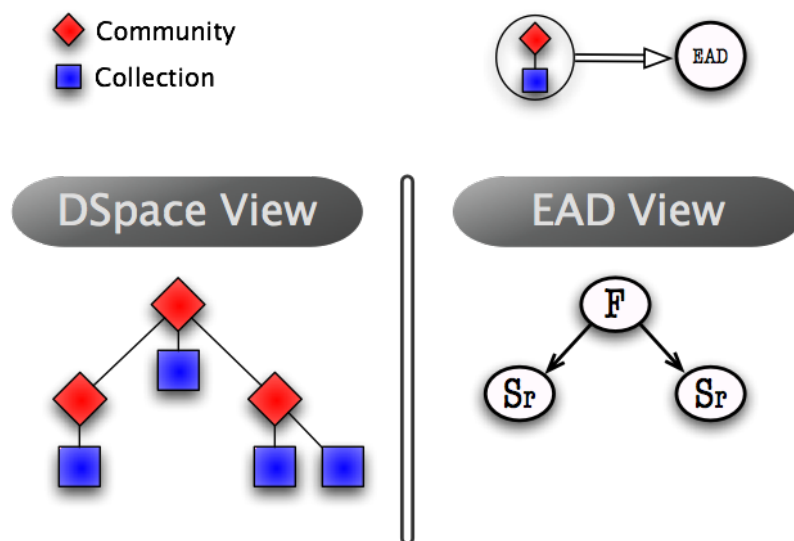 Community
Collection
EAD
DSpace View
EAD View
F
Sr
Sr